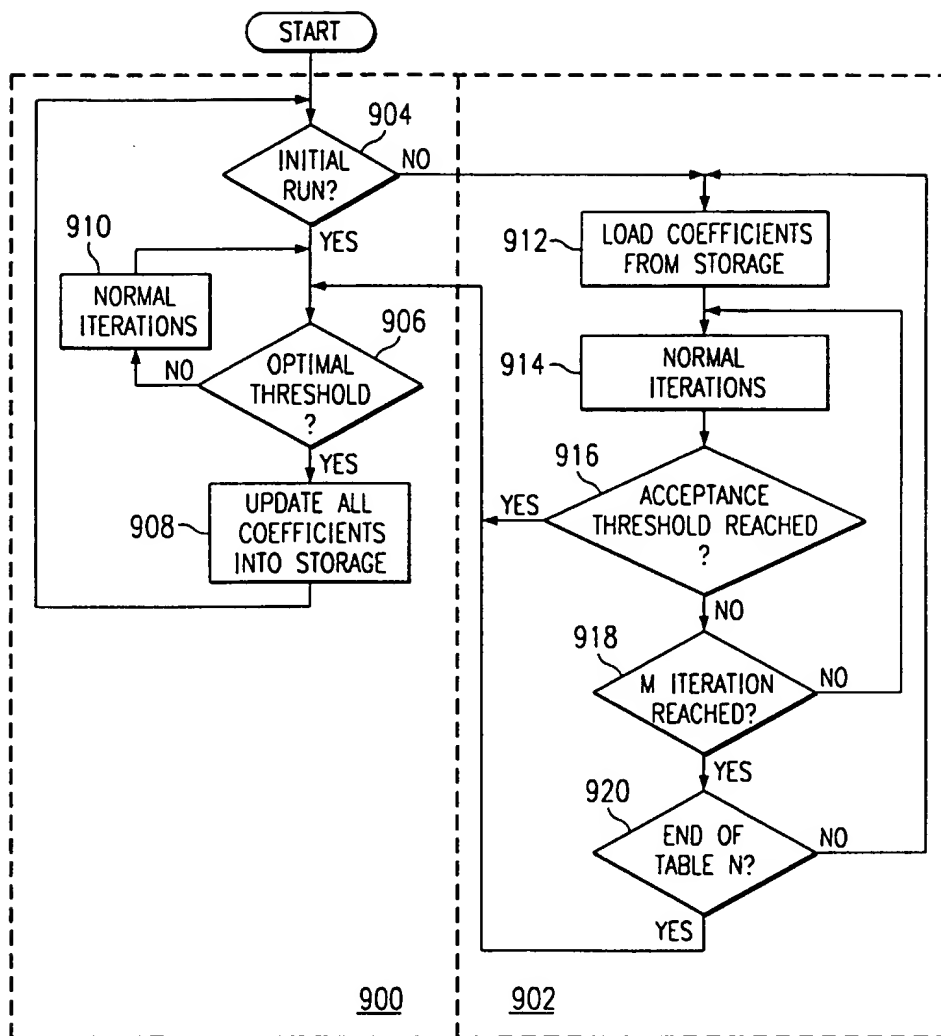 START
904
INITIAL
RUN?
NO
YES
910
NORMAL
ITERATIONS
906
OPTIMAL
THRESHOLD
?
NO
YES
908
UPDATE ALL
COEFFICIENTS
INTO STORAGE
912
LOAD COEFFICIENTS
FROM STORAGE
914
NORMAL
ITERATIONS
916
ACCEPTANCE
THRESHOLD REACHED
?
YES
NO
918
M ITERATION
REACHED?
NO
YES
920
END OF
TABLE N?
NO
YES
900
902